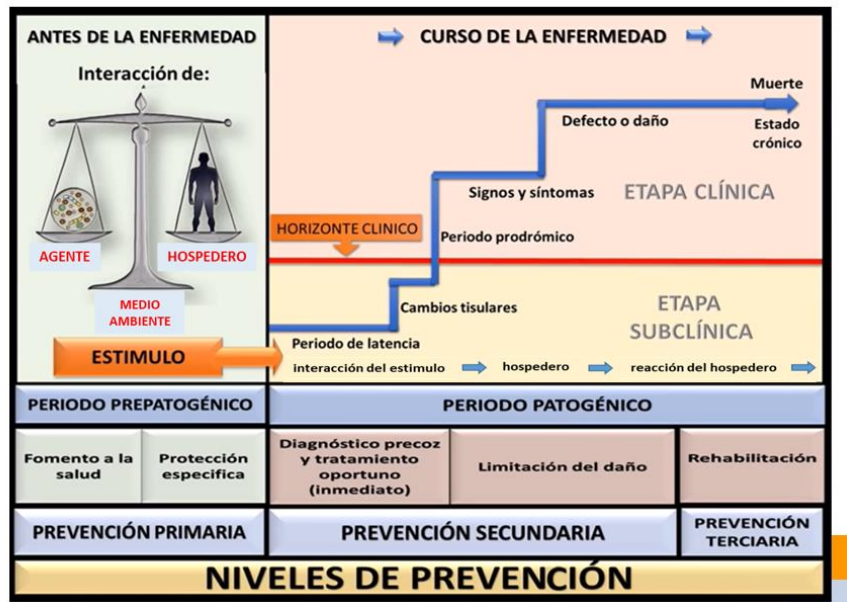 ANTES DE LA ENFERMEDAD
Interacción de:
AGENTE
HOSPEDERO
MEDIO
AMBIENTE
ESTIMULO
CURSO DE LA ENFERMEDAD
Muerte
Estado
crónico
Defecto o daño
Signos y síntomas
ETAPA CLÍNICA
HORIZONTE CLINICO
Periodo prodrómico
Cambios tisulares
ETAPA
SUBCLÍNICA
Periodo de latencia
interacción del estimulo
hospedero
reacción del hospedero
PERIODO PREPATOGÉNICO
PERIODO PATOGÉNICO
Fomento a la
salud
Protección
especifica
Diagnóstico precoz
y tratamiento
oportuno
(inmediato)
Limitación del daño
Rehabilitación
PREVENCIÓN PRIMARIA
PREVENCIÓN SECUNDARIA
PREVENCIÓN
TERCIARIA
NIVELES DE PREVENCIÓN